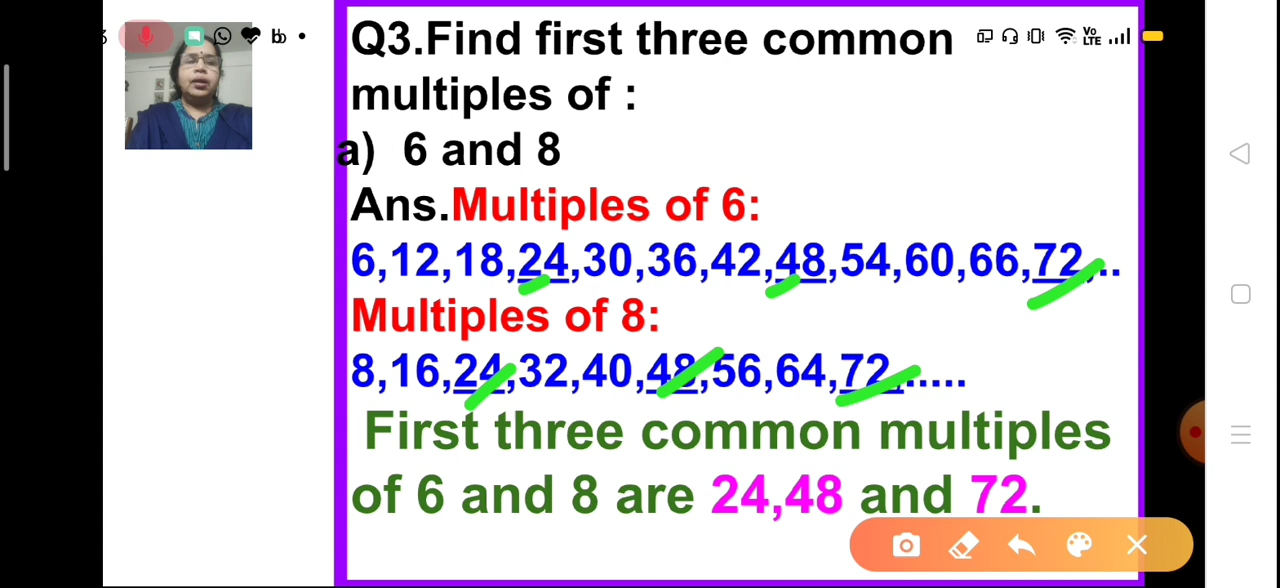 Q3.Find first three common
multiples of :
a) 6 and 8
Ans.Multiples of 6:
6,12,18,24,30,36,42,48,54,60,66,72,..
Multiples of 8:
8,16,24,32,40,48,56,64,72,.....
First three common multiples
of 6 and 8 are 24,48 and 72.
Vo
LTE